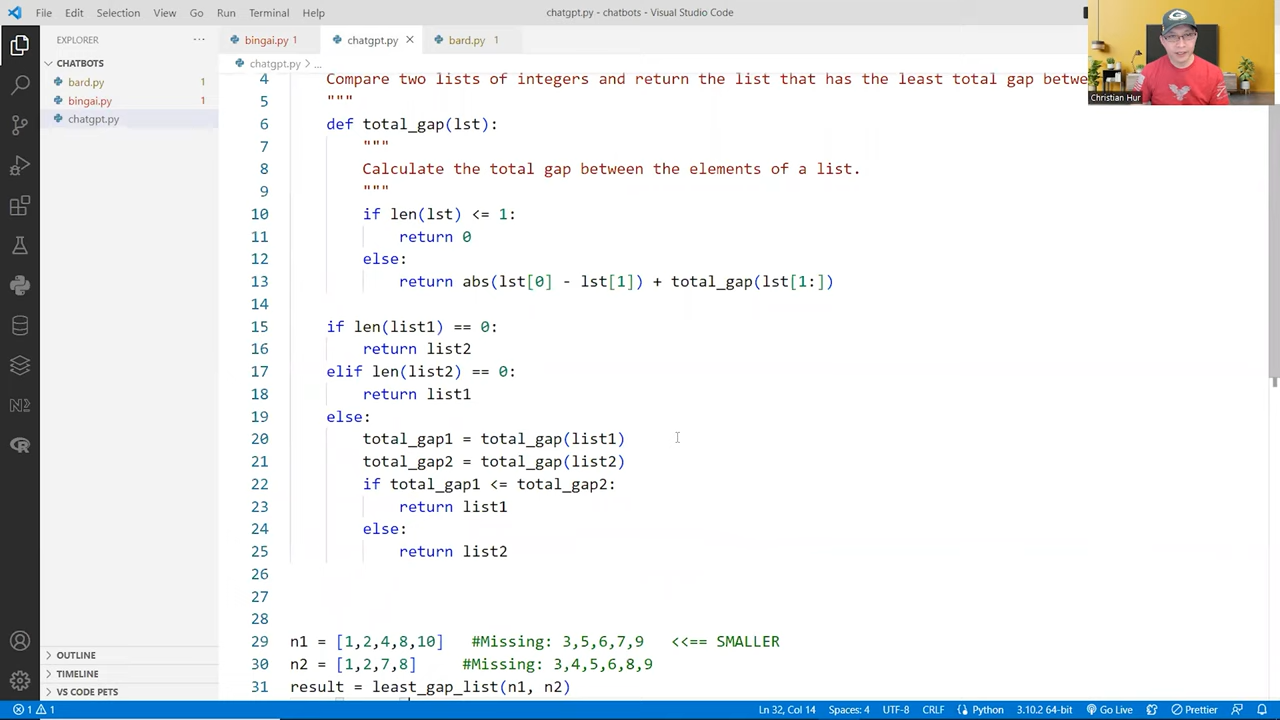 File Edit Selection View Go Run Terminal Help
chatgpt.py - chatbots - Visual Studio Code
EXPLORER
CHATBOTS
bard.py 1
bingai.py 1
chatgpt.py
OUTLINE
TIMELINE
VS CODE PETS
bingai.py 1 chatgpt.py bard.py 1
chatgpt.py > ...
4 Compare two lists of integers and return the list that has the least total gap betwe
5 """
6 def total_gap(lst):
7 """
8 Calculate the total gap between the elements of a list.
9 """
10 if len(lst) <= 1:
11 return 0
12 else:
13 return abs(lst[0] - lst[1]) + total_gap(lst[1:])
14
15 if len(list1) == 0:
16 return list2
17 elif len(list2) == 0:
18 return list1
19 else:
20 total_gap1 = total_gap(list1)
21 total_gap2 = total_gap(list2)
22 if total_gap1 <= total_gap2:
23 return list1
24 else:
25 return list2
26
27
28
29 n1 = [1,2,4,8,10] #Missing: 3,5,6,7,9 <<== SMALLER
30 n2 = [1,2,7,8] #Missing: 3,4,5,6,8,9
31 result = least_gap_list(n1, n2)
Christian Hur
1 1 Ln 32, Col 14 Spaces: 4 UTF-8 CRLF Python 3.10.2 64-bit Go Live Prettier